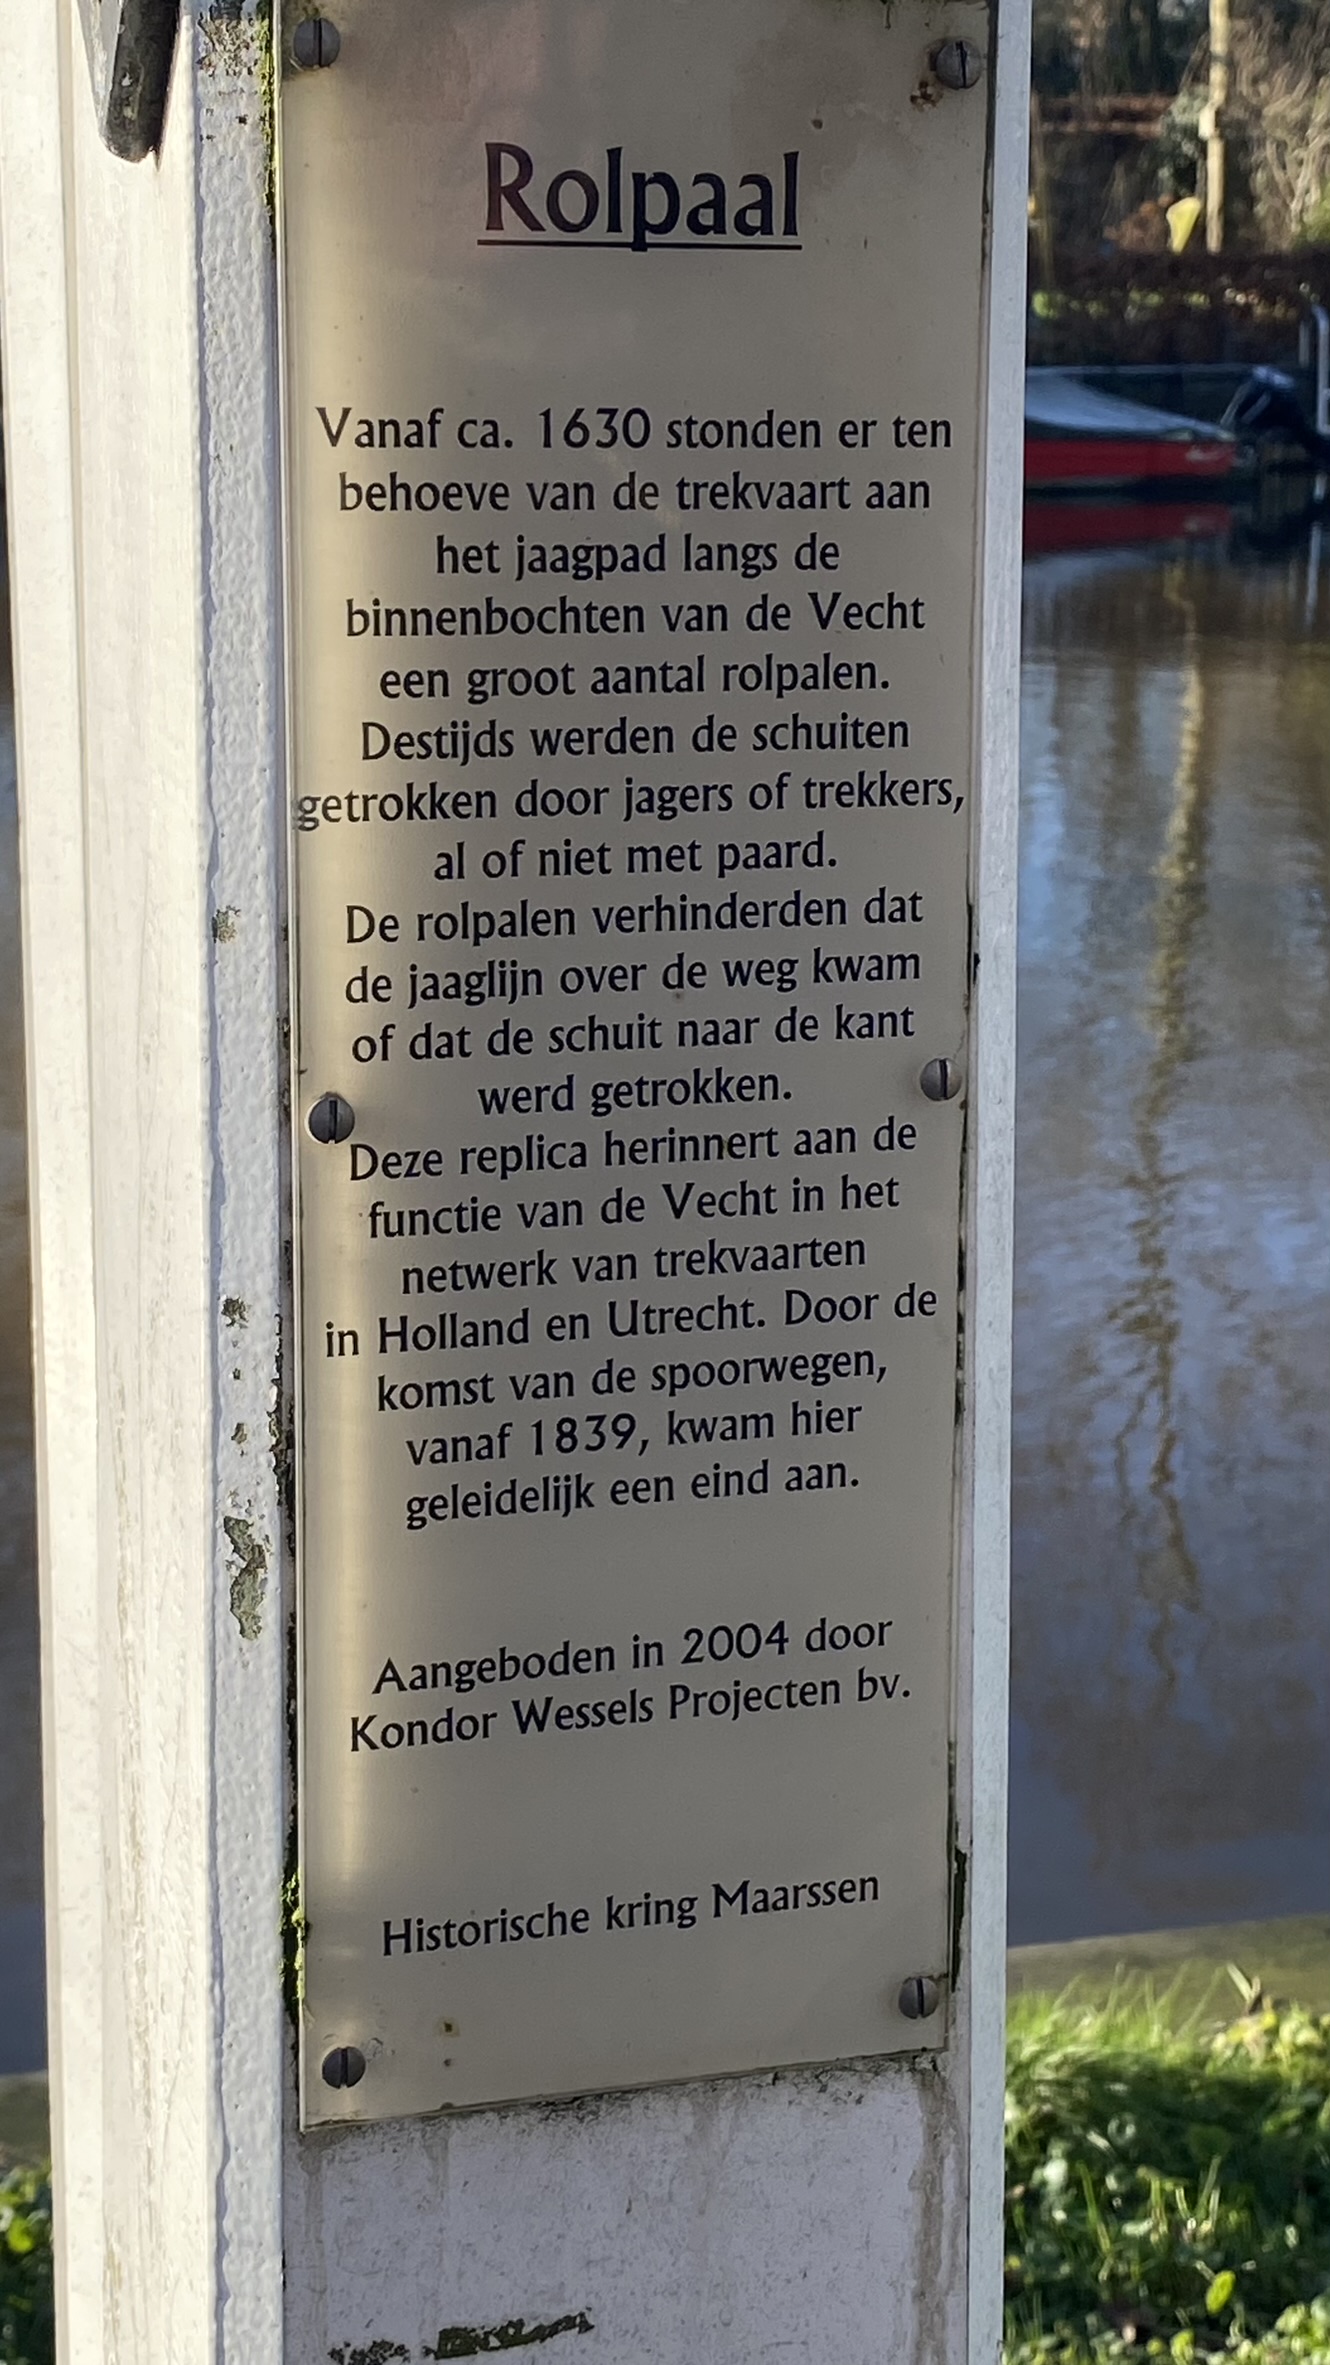 Rolpaal
Vanaf ca. 1630 stonden er ten
behoeve van de trekvaart aan
het jaagpad langs de
binnenbochten van de Vecht
een groot aantal rolpalen.
Destijds werden de schuiten
getrokken door jagers of trekkers,
al of niet met paard.
De rolpalen verhinderden dat
de jaaglijn over de weg kwam
of dat de schuit naar de kant
werd getrokken.
Deze replica herinnert aan de
functie van de Vecht in het
netwerk van trekvaarten
in Holland en Utrecht. Door de
komst van de spoorwegen,
vanaf 1839, kwam hier
geleidelijk een eind aan.
Aangeboden in 2004 door
Kondor Wessels Projecten bv.
Historische kring Maarssen